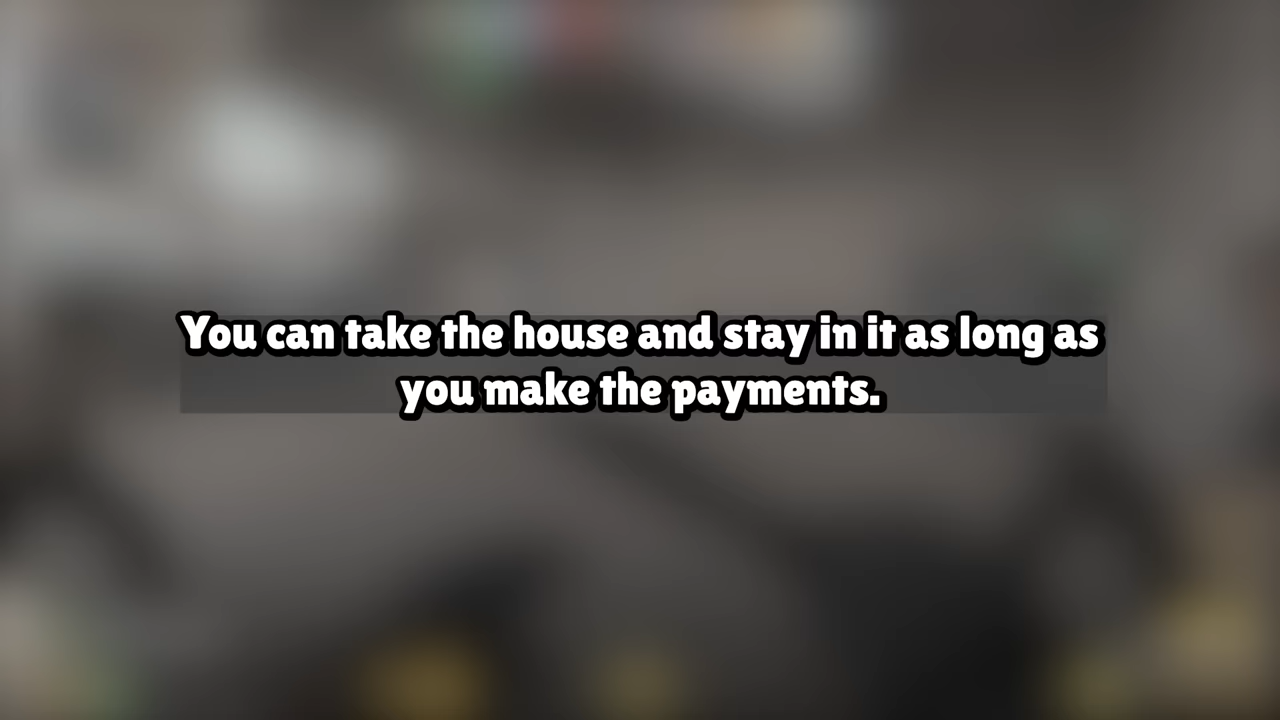 You can take the house and stay in it as long as
you make the payments.